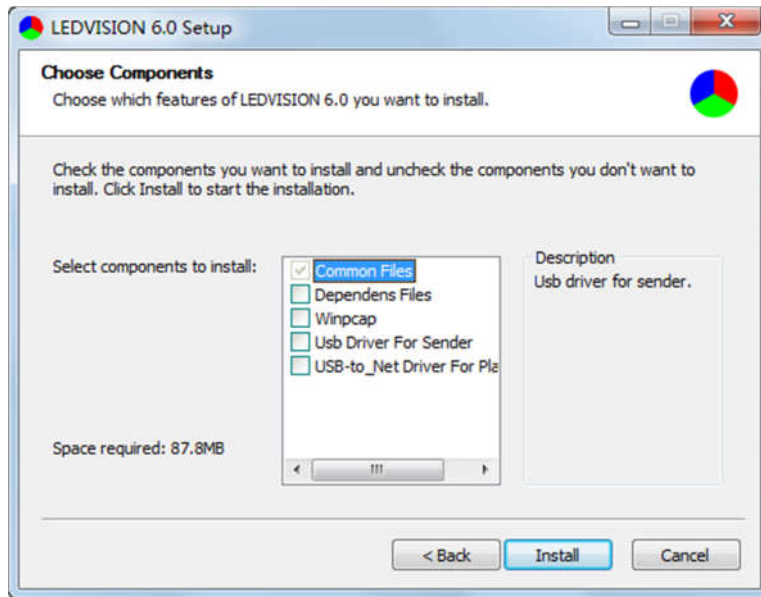 LEDVISION 6.0 Setup
Choose Components
Choose which features of LEDVISION 6.0 you want to install.
Check the components you want to install and uncheck the components you don't want to
install. Click Install to start the installation.
Select components to install:
Common Files
Dependens Files
Winpcap
Usb Driver For Sender
USB-to_Net Driver For Pla
Description
Usb driver for sender.
Space required: 87.8MB
< Back
Install
Cancel